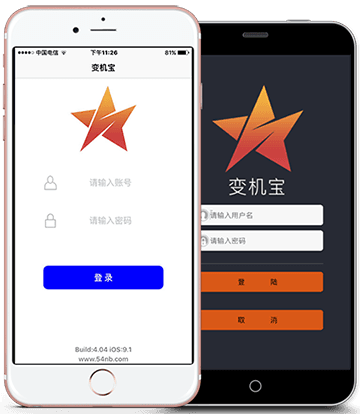 中国电信 下午11:26 81%
变机宝
请输入账号
请输入密码
登录
Build:4.04 iOS:9.1
www.54nb.com
变机宝
请输入用户名
请输入密码
登 陆
取 消